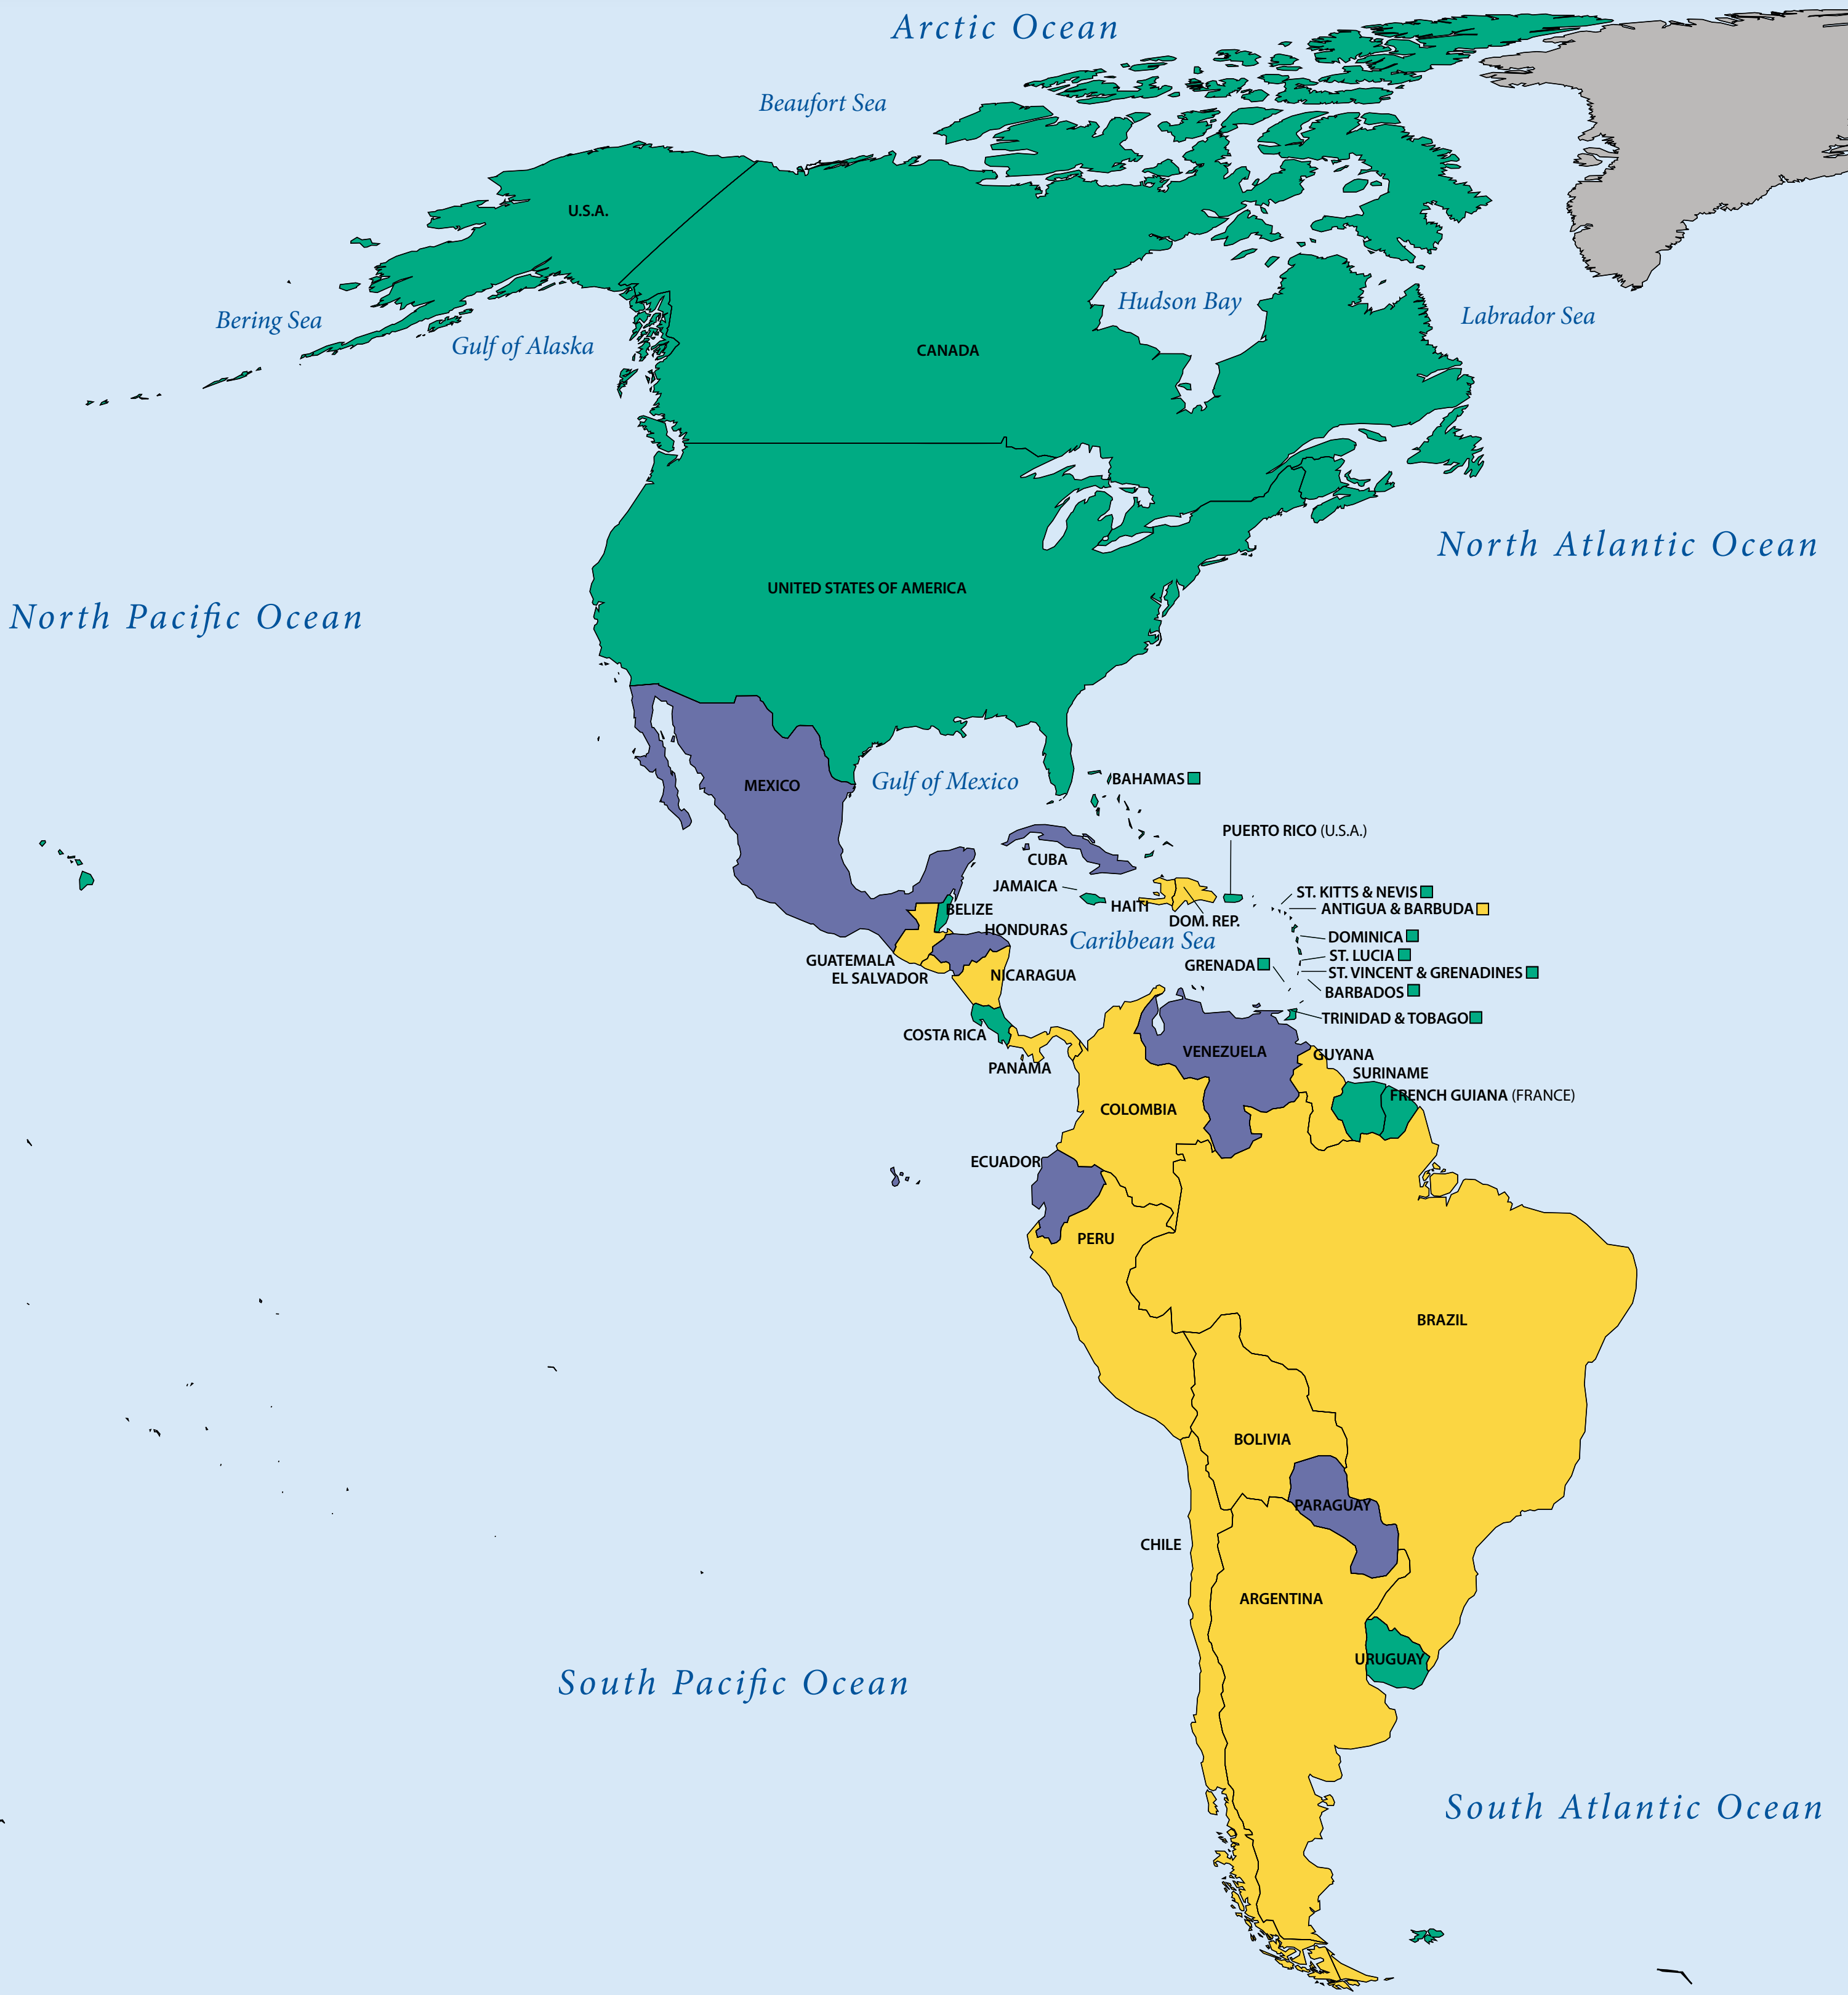 Arctic Ocean
Beaufort Sea
U.S.A.
Hudson Bay
Labrador Sea
Bering Sea
Gulf of Alaska
CANADA
North Atlantic Ocean
UNITED STATES OF AMERICA
North Pacific Ocean
BAHAMAS
Gulf of Mexico
MEXICO
PUERTO RICO (U.S.A.)
CUBA
JAMAICA
ST. KITTS & NEVIS
HAITI
BELIZE
ANTIGUA & BARBUDA
DOM. REP.
HONDURAS
DOMINICA
Caribbean Sea
ST. LUCIA
GUATEMALA
GRENADA
ST. VINCENT & GRENADINES
NICARAGUA
EL SALVADOR
BARBADOS
TRINIDAD & TOBAGO
COSTA RICA
VENEZUELA
GUYANA
PANAMA
SURINAME
FRENCH GUIANA (FRANCE)
COLOMBIA
ECUADOR
PERU
BRAZIL
BOLIVIA
PARAGUAY
CHILE
ARGENTINA
URUGUAY
South Pacific Ocean
South Atlantic Ocean